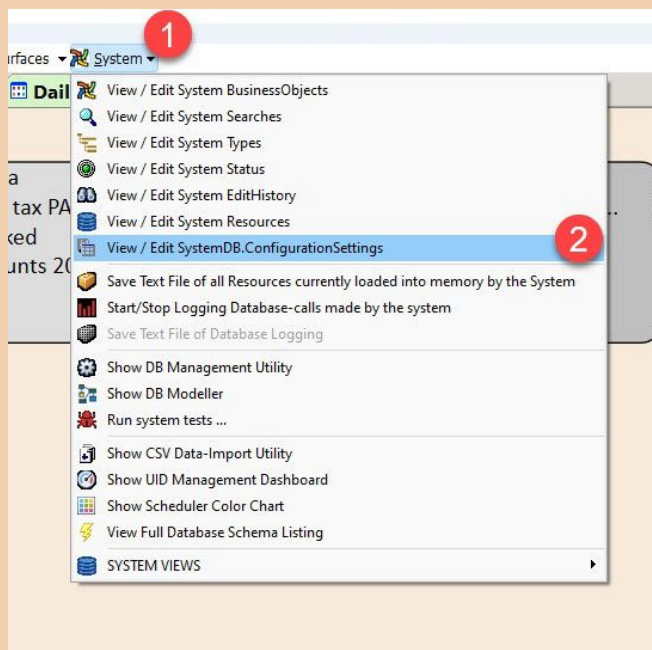 1
System
Dail
View / Edit System BusinessObjects
View / Edit System Searches
View / Edit System Types
View / Edit System Status
View / Edit System EditHistory
View / Edit System Resources
View / Edit SystemDB.ConfigurationSettings
2
Save Text File of all Resources currently loaded into memory by the System
Start/Stop Logging Database-calls made by the system
Save Text File of Database Logging
Show DB Management Utility
Show DB Modeller
Run system tests ...
Show CSV Data-Import Utility
Show UID Management Dashboard
Show Scheduler Color Chart
View Full Database Schema Listing
SYSTEM VIEWS
a
tax PA
ked
unts 20
..